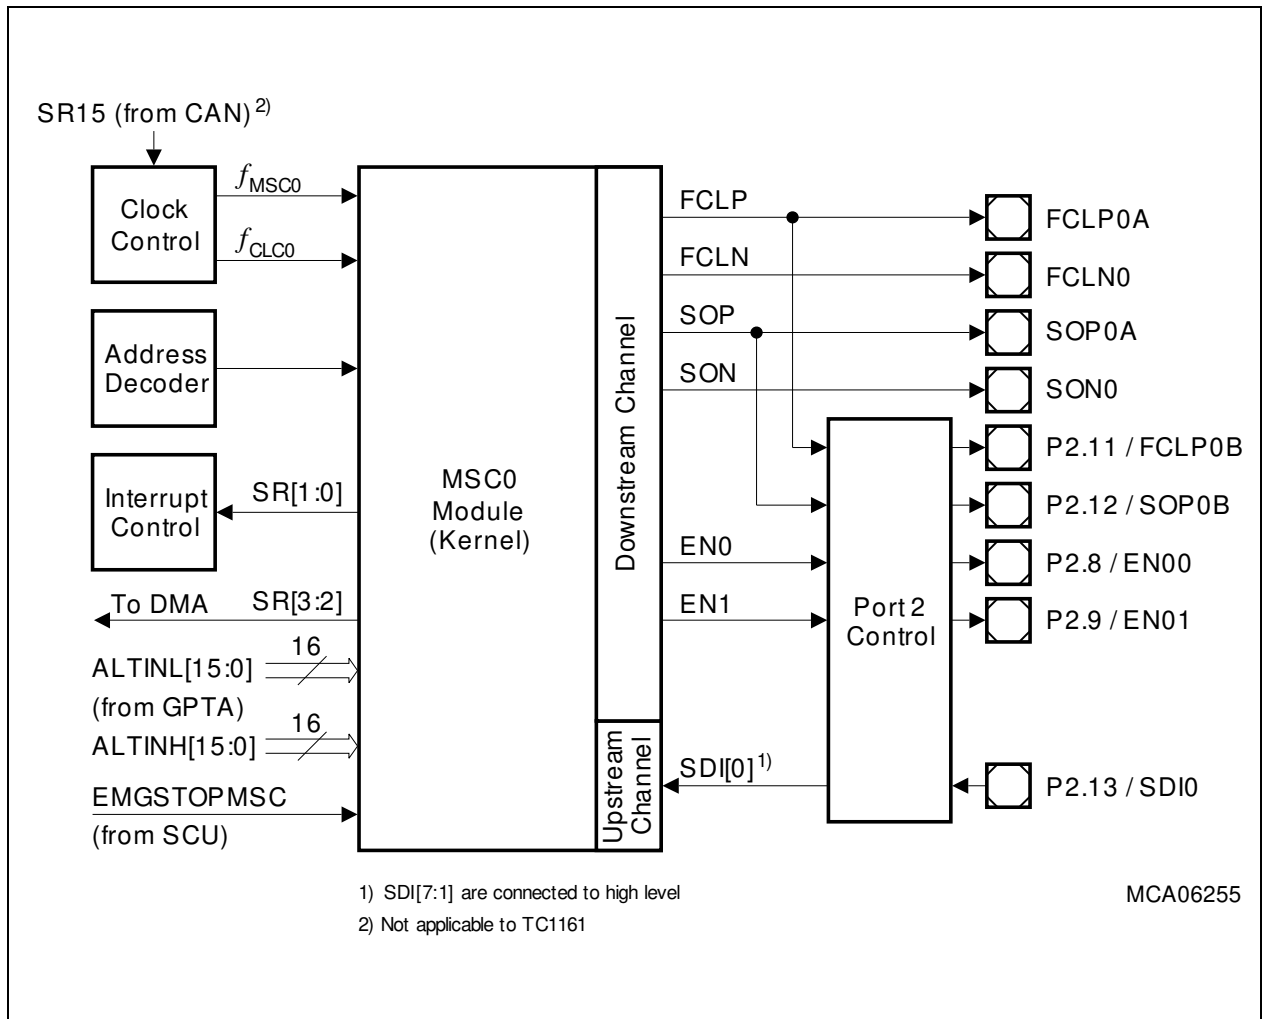 SR15 (from CAN) 2)
Clock
Control
fMSC0
fCLC0
Address
Decoder
Interrupt
Control
SR[1:0]
To DMA
SR[3:2]
16
ALTINL[15:0]
(from GPTA)
16
ALTINH[15:0]
EMGSTOPMSC
(from SCU)
MSC0
Module
(Kernel)
Downstream Channel
Upstream
Channel
FCLP
FCLN
SOP
SON
EN0
EN1
SDI[0] 1)
Port 2
Control
FCLP0A
FCLN0
SOP0A
SON0
P2.11 / FCLP0B
P2.12 / SOP0B
P2.8 / EN00
P2.9 / EN01
P2.13 / SDI0
1) SDI[7:1] are connected to high level
2) Not applicable to TC1161
MCA06255